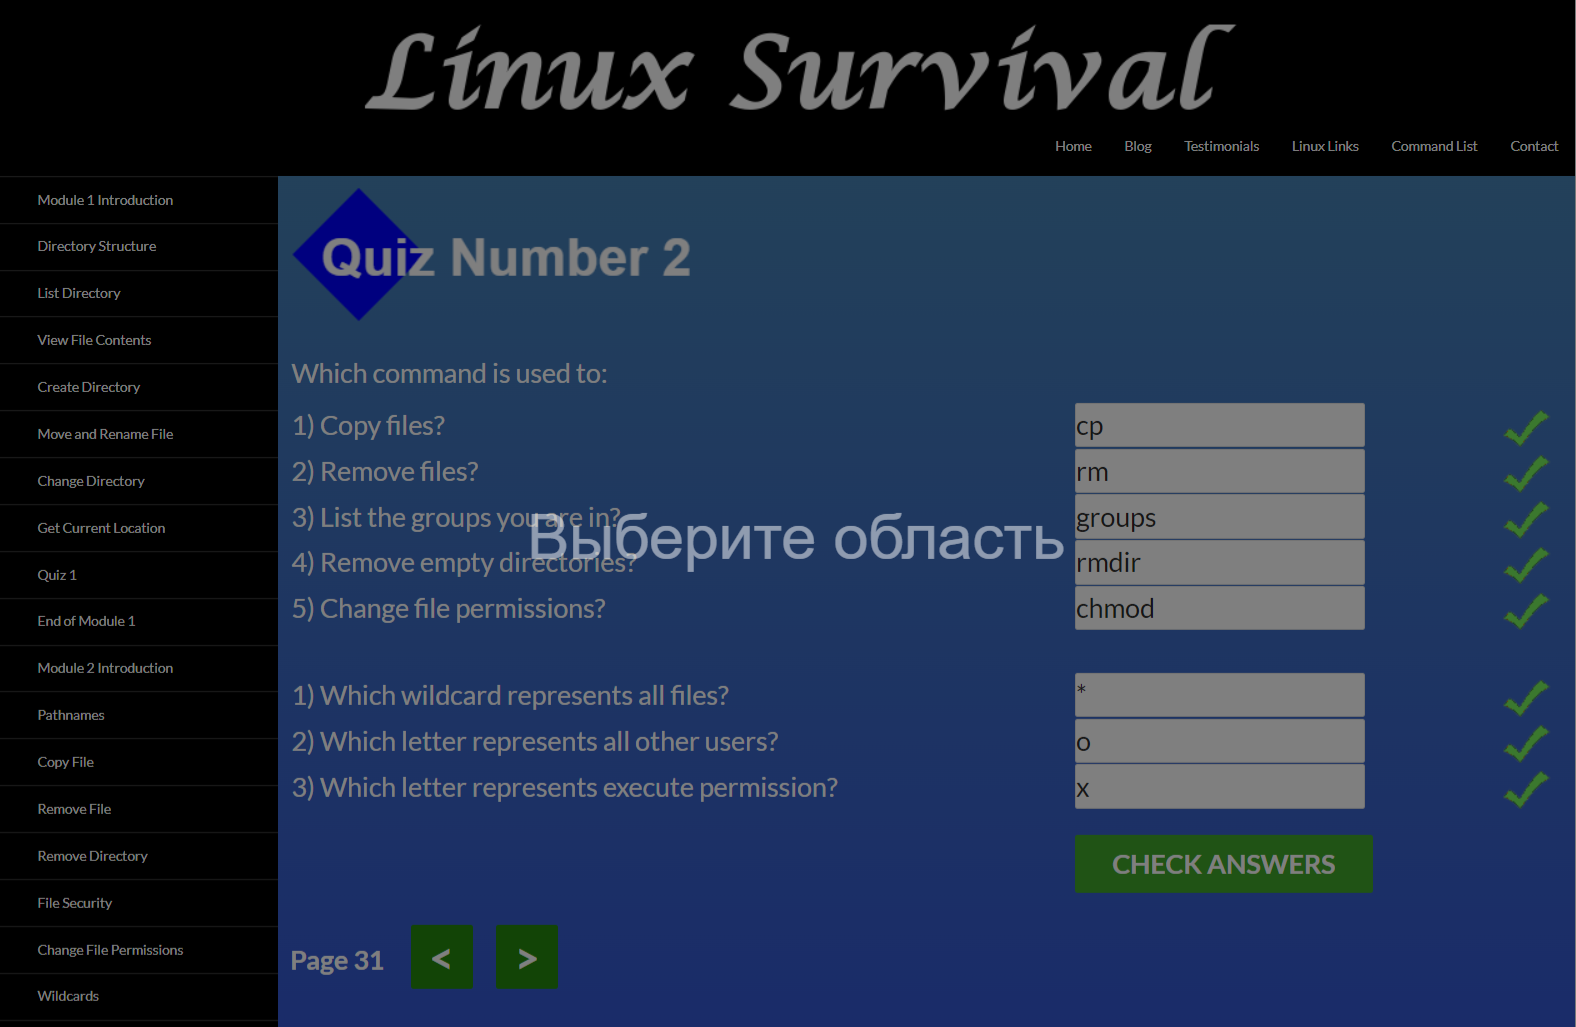 Linux Survival
Home Blog Testimonials Linux Links Command List Contact
Module 1 Introduction
Directory Structure
List Directory
View File Contents
Create Directory
Move and Rename File
Change Directory
Get Current Location
Quiz 1
End of Module 1
Module 2 Introduction
Pathnames
Copy File
Remove File
Remove Directory
File Security
Change File Permissions
Wildcards
Quiz Number 2
Which command is used to:
1) Copy files? cp
2) Remove files? rm
3) List the groups you are in? groups
Выберите область
4) Remove empty directories? rmdir
5) Change file permissions? chmod
1) Which wildcard represents all files? *
2) Which letter represents all other users? o
3) Which letter represents execute permission? x
CHECK ANSWERS
Page 31 < >